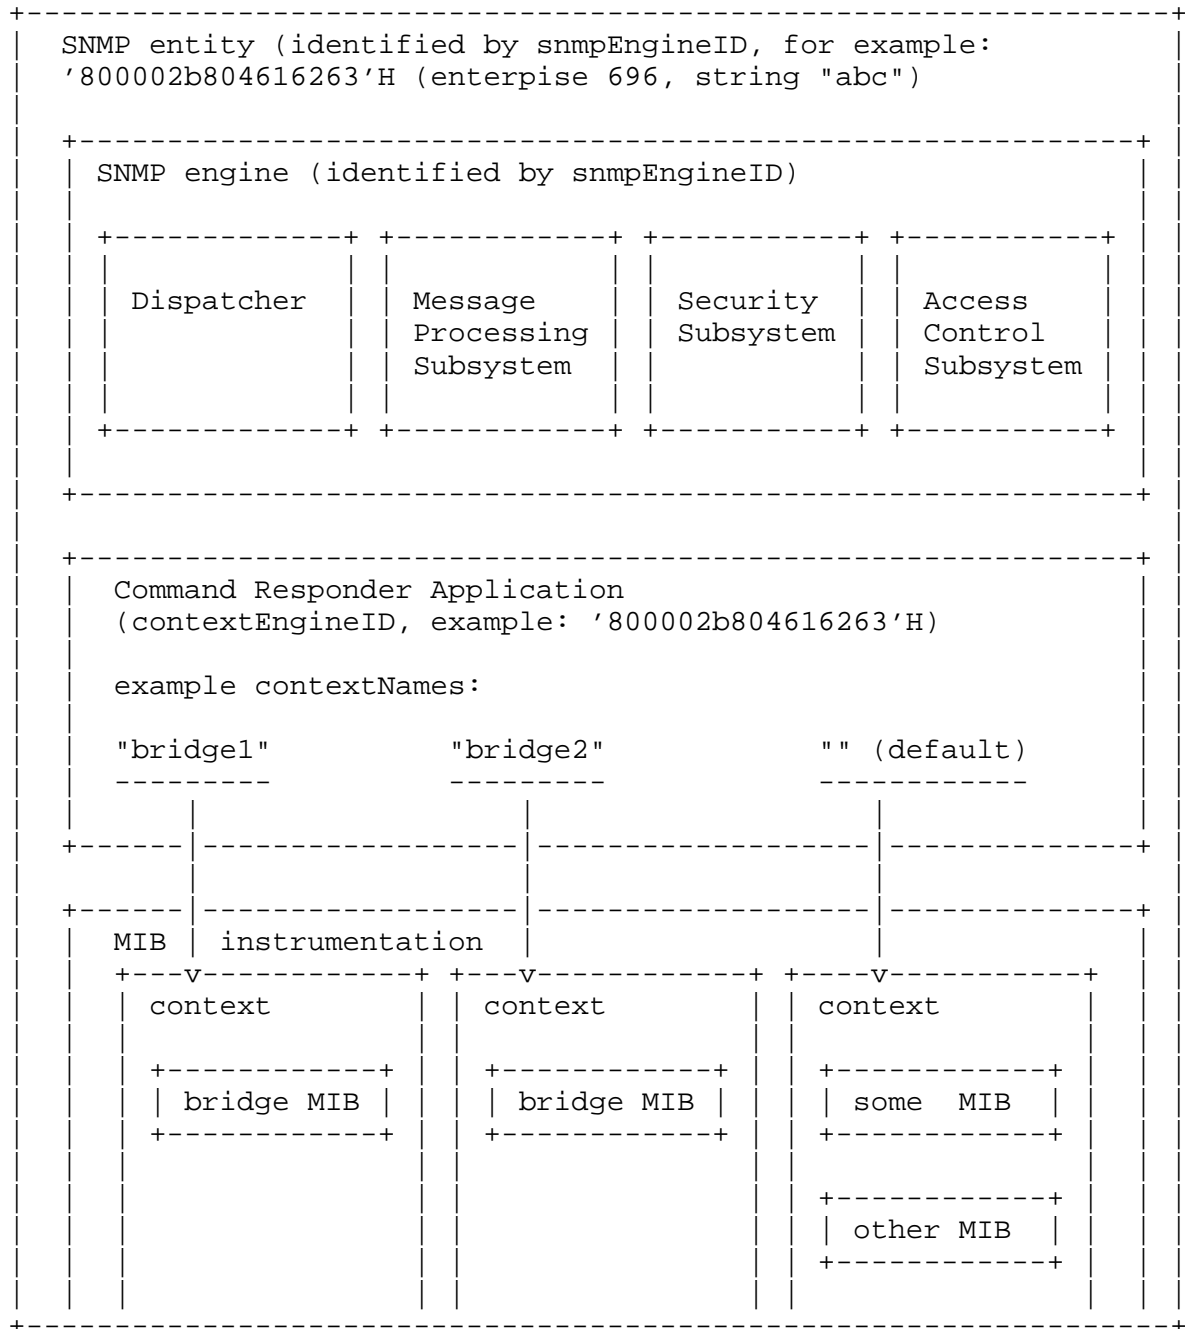 SNMP entity (identified by snmpEngineID, for example:
’800002b804616263’H (enterpise 696, string "abc")
SNMP engine (identified by snmpEngineID)
Dispatcher Message Security Access
Processing Subsystem Control
Subsystem Subsystem
Command Responder Application
(contextEngineID, example: ’800002b804616263’H)
example contextNames:
"bridge1" "bridge2" "" (default)
MIB instrumentation
context context context
bridge MIB bridge MIB some MIB
other MIB